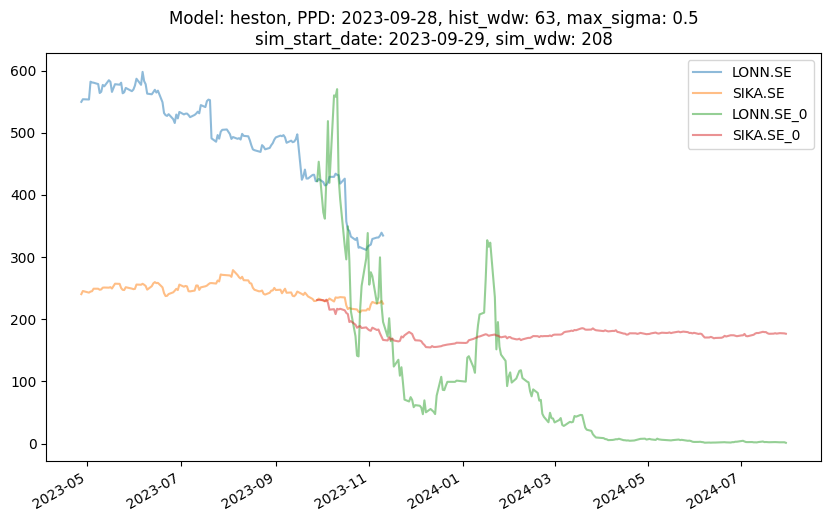 Model: heston, PPD: 2023-09-28, hist_wdw: 63, max_sigma: 0.5
sim_start_date: 2023-09-29, sim_wdw: 208
LONN.SE
SIKA.SE
LONN.SE_0
SIKA.SE_0
600
500
400
300
200
100
0
2023-05
2023-07
2023-09
2023-11
2024-01
2024-03
2024-05
2024-07